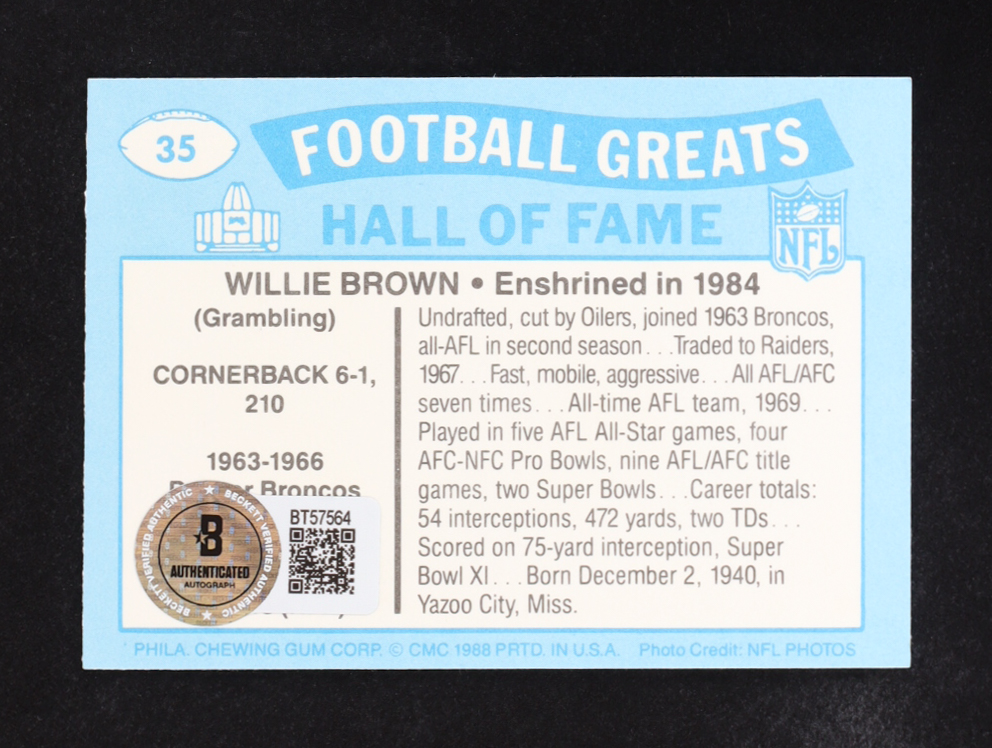 35
FOOTBALL GREATS
HALL OF FAME
NFL
WILLIE BROWN • Enshrined in 1984
(Grambling)
CORNERBACK 6-1,
210
1963-1966
Broncos
Undrafted, cut by Oilers, joined 1963 Broncos,
all-AFL in second season...Traded to Raiders,
1967...Fast, mobile, aggressive...All AFL/AFC
seven times...All-time AFL team, 1969...
Played in five AFL All-Star games, four
AFC-NFC Pro Bowls, nine AFL/AFC title
games, two Super Bowls...Career totals:
54 interceptions, 472 yards, two TDs...
Scored on 75-yard interception, Super
Bowl XI...Born December 2, 1940, in
Yazoo City, Miss.
BECKETT VERIFIED AUTHENTIC ★ BECKETT VERIFIED AUTHENTIC ★
B
AUTHENTICATED
AUTOGRAPH
BT57564
PHILA. CHEWING GUM CORP. © CMC 1988 PRTD. IN U.S.A. Photo Credit: NFL PHOTOS